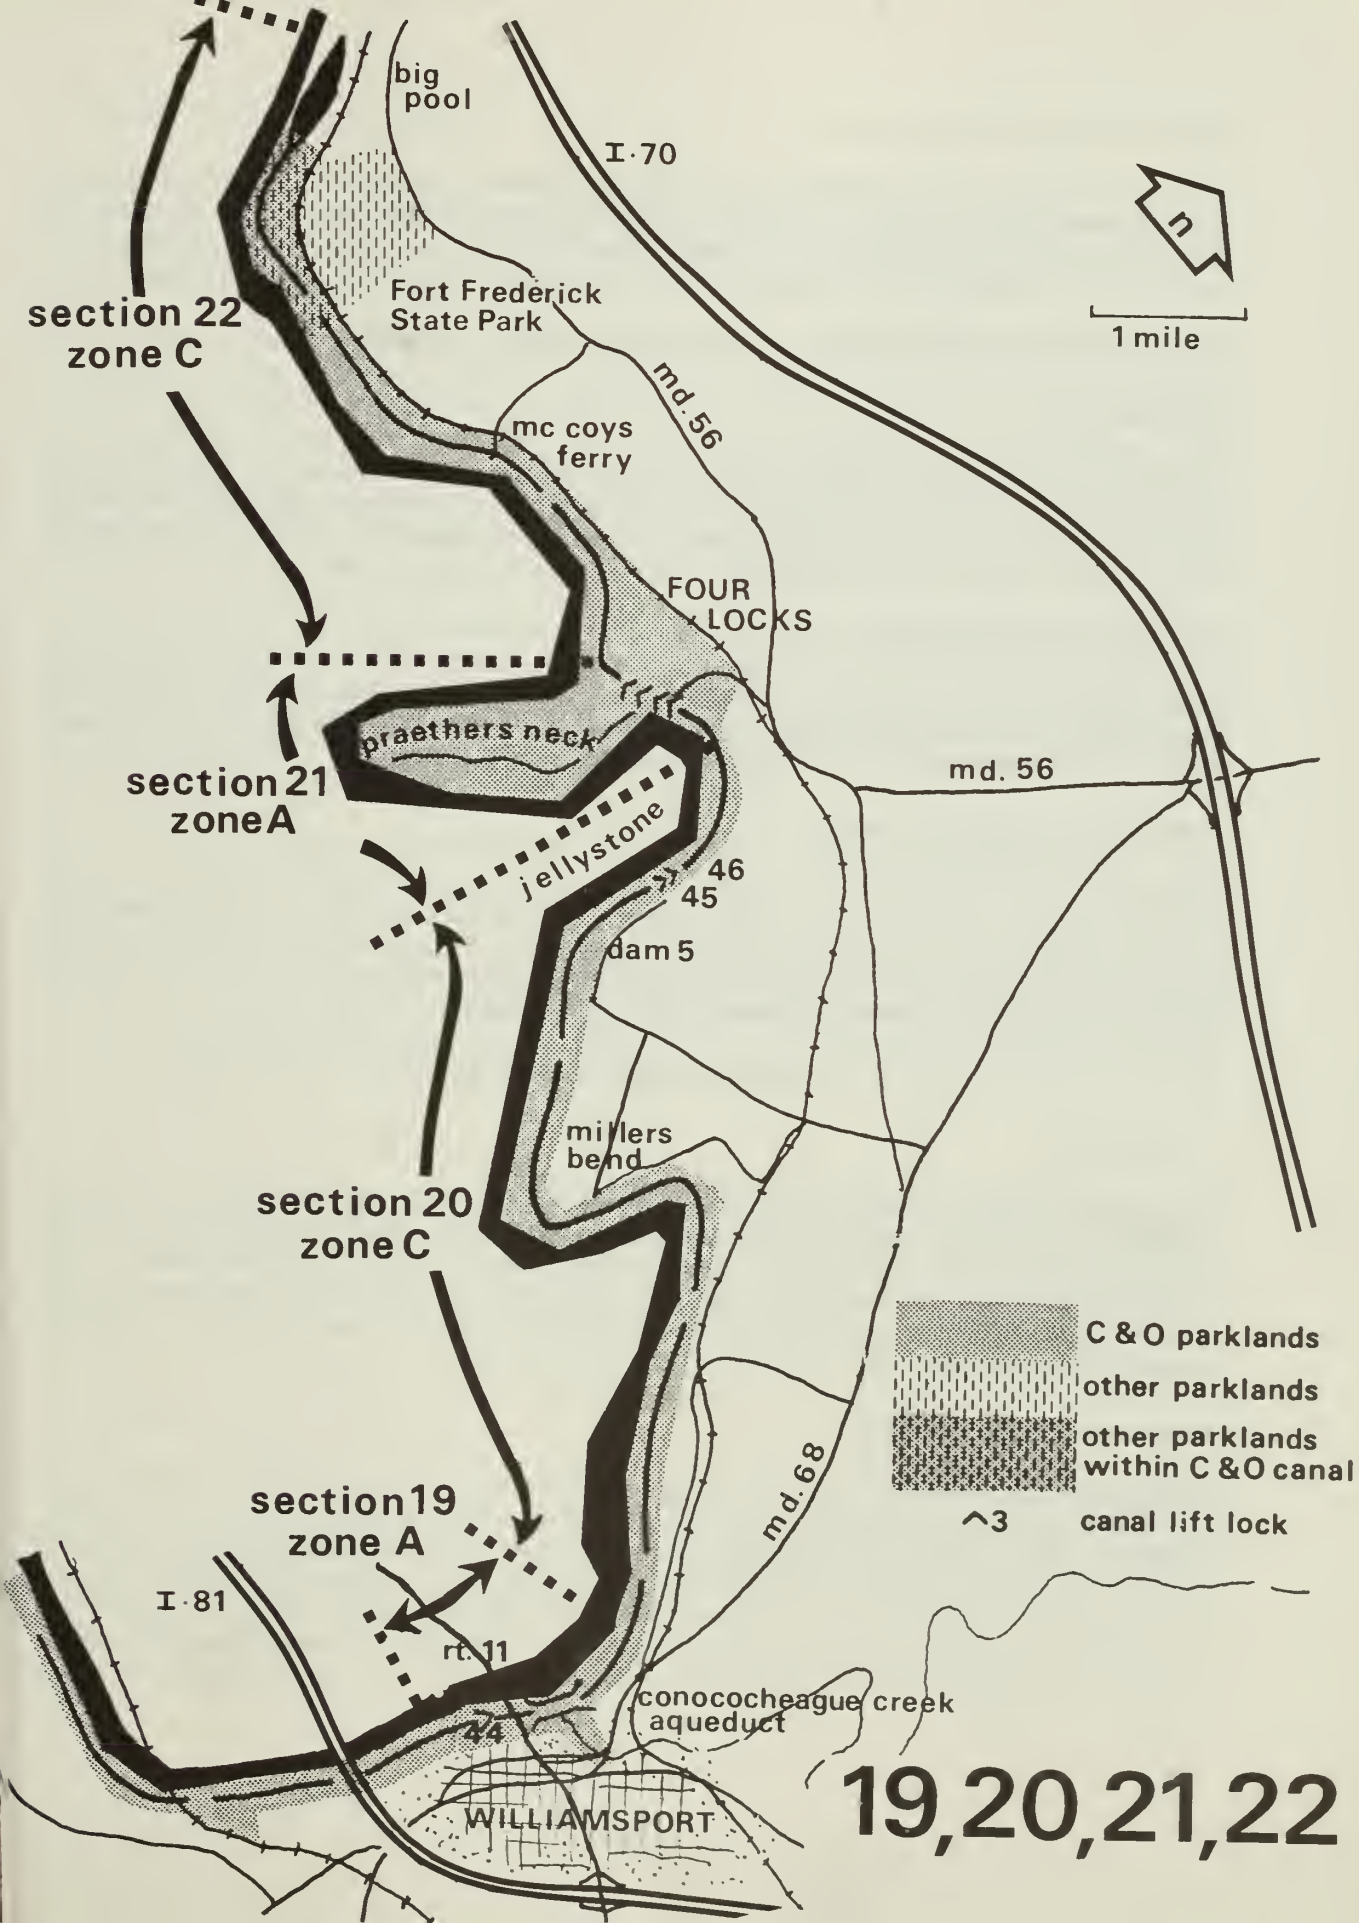 big
pool
I·70
n
1 mile
section 22
zone C
Fort Frederick
State Park
md. 56
mc coys
ferry
FOUR
LOCKS
praethers neck
section 21
zone A
md. 56
jellystone
46
45
dam 5
millers
bend
section 20
zone C
C & O parklands
other parklands
other parklands
within C & O canal
^3 canal lift lock
md. 68
section 19
zone A
I·81
rt. 11
conococheague creek
aqueduct
44
WILLIAMSPORT
19,20,21,22